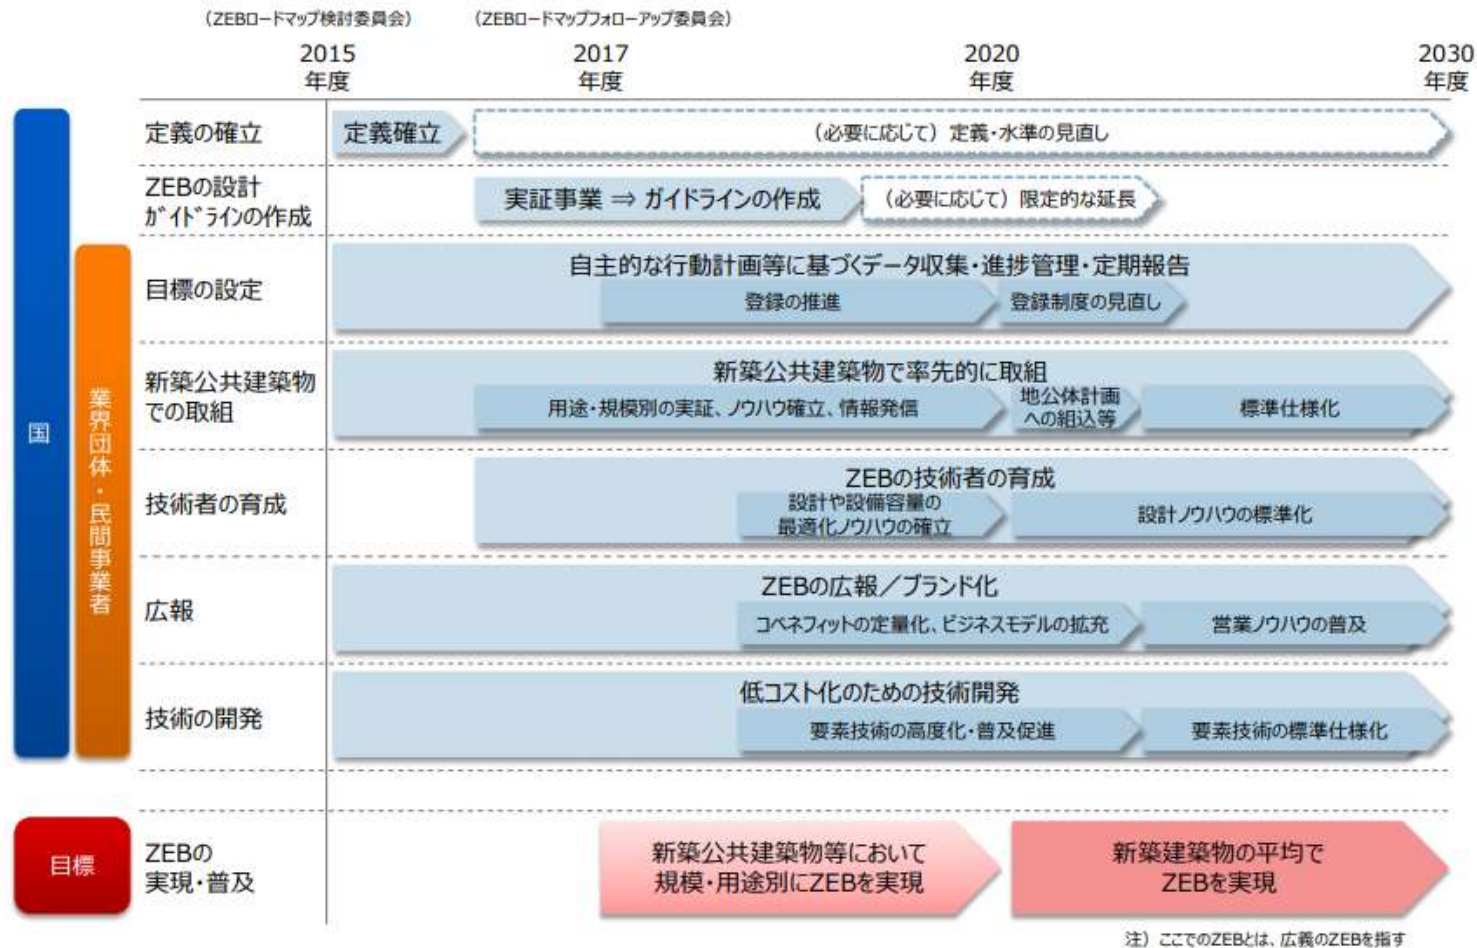 （ZEBロードマップ検討委員会）
（ZEBロードマップフォローアップ委員会）
2015
年度
2017
年度
2020
年度
2030
年度
国
業界団体・民間事業者
定義の確立
定義確立
（必要に応じて）定義・水準の見直し
ZEBの設計
ｶﾞｲﾄﾞﾗｲﾝの作成
実証事業 ⇒ ガイドラインの作成
（必要に応じて）限定的な延長
目標の設定
自主的な行動計画等に基づくデータ収集・進捗管理・定期報告
登録の推進
登録制度の見直し
新築公共建築物
での取組
新築公共建築物で率先的に取組
用途・規模別の実証、ノウハウ確立、情報発信
地公体計画
への組込等
標準仕様化
技術者の育成
ZEBの技術者の育成
設計や設備容量の
最適化ノウハウの確立
設計ノウハウの標準化
広報
ZEBの広報／ブランド化
コベネフィットの定量化、ビジネスモデルの拡充
営業ノウハウの普及
技術の開発
低コスト化のための技術開発
要素技術の高度化・普及促進
要素技術の標準仕様化
目標
ZEBの
実現・普及
新築公共建築物等において
規模・用途別にZEBを実現
新築建築物の平均で
ZEBを実現
注）ここでのZEBとは、広義のZEBを指す